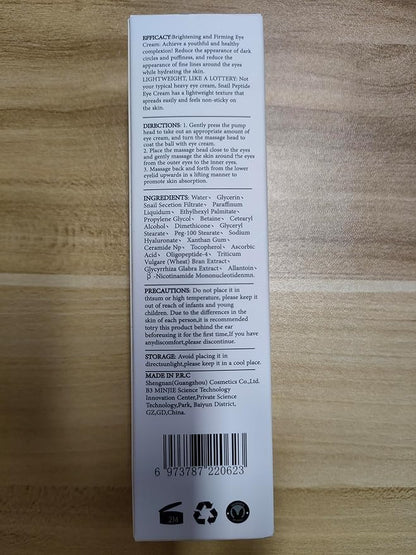 EFFICACY:Brightening and Firming Eye
Cream: Achieve a youthful and healthy
complexion! Reduce the appearance of dark
circles and puffiness, and reduce the
appearance of fine lines around the eyes
while hydrating the skin.
LIGHTWEIGHT, LIKE A LOTTERY: Not
your typical heavy eye cream, Snail Peptide
Eye Cream has a lightweight texture that
spreads easily and feels non-sticky on
the skin.
DIRECTIONS: 1. Gently press the pump
head to take out an appropriate amount of
eye cream, and turn the massage head to
coat the ball with eye cream.
2. Place the massage head close to the eyes
and gently massage the skin around the eyes
from the outer eyes to the inner eyes.
3. Massage back and forth from the lower
eyelid upwards in a lifting manner to
promote skin absorption.
INGREDIENTS: Water、 Glycerin、
Snail Secetion Filtrate、 Paraffinum
Liquidum、 Ethylhexyl Palmitate、
Propylene Glycol、 Betaine、 Cetearyl
Alcohol、 Dimethicone、 Glyceryl
Stearate、 Peg-100 Stearate、 Sodium
Hyaluronate、 Xanthan Gum、
Ceramide Np、 Tocopherol、 Ascorbic
Acid、 Oligopeptide-4、 Triticum
Vulgare (Wheat) Bran Extract、
Glycyrrhiza Glabra Extract、 Allantoin、
β -Nicotinamide Mononucleotidenmn.
PRECAUTIONS: Do not place it in
thteum or high temperature, please keep it
out of reach of infants and young
children. Due to the differences in the
skin of each person,it is recommended
totry this product behind the ear
beforeusing it for the first time,If you have
anydiscomfort,please discontinue.
STORAGE: Avoid placing it in
directsunlight,please keep it in a cool place.
MADE IN P.R.C
Shengnan(Guangzhou) Cosmetics Co.,Ltd.
B3 MINJIE Science Technology
Innovation Center,Private Science
Technology,Park, Baiyun District,
GZ,GD,China.
6 973787 220623